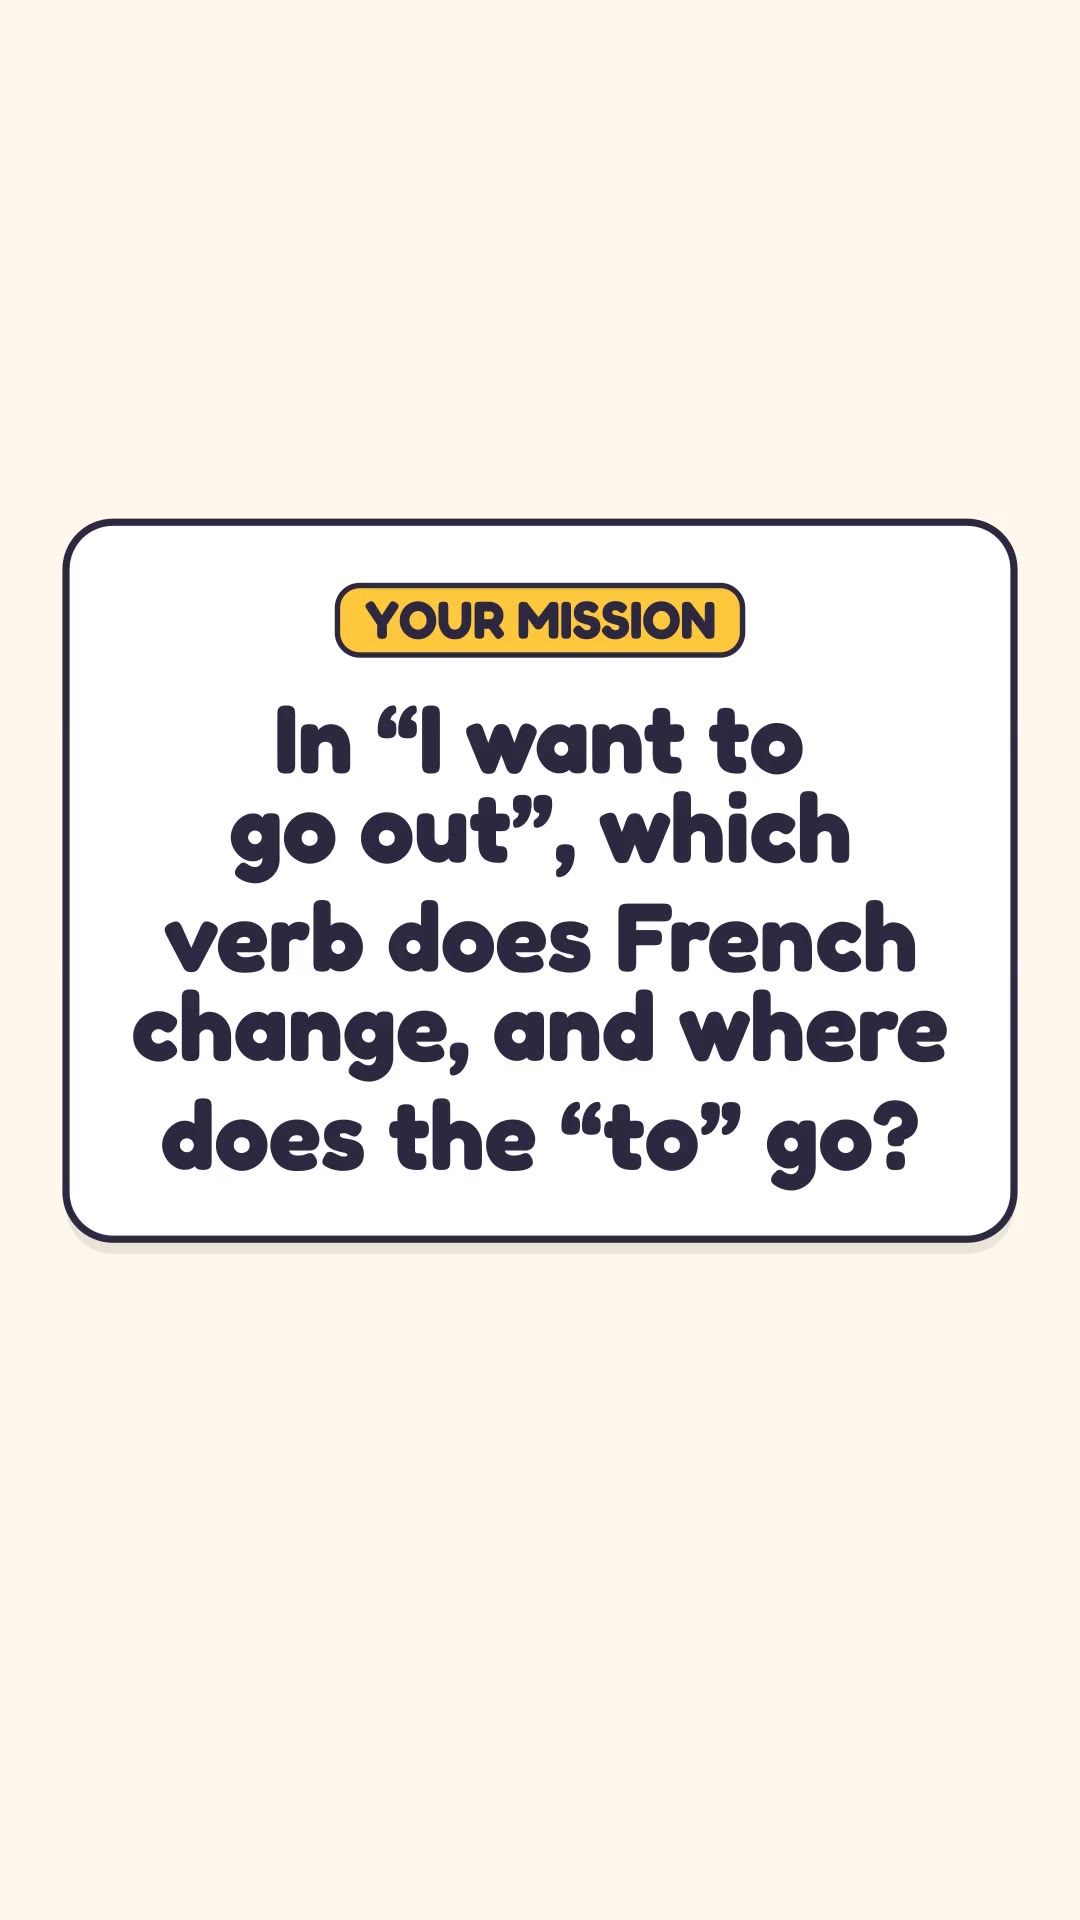 YOUR MISSION
In “I want to
go out”, which
verb does French
change, and where
does the “to” go?